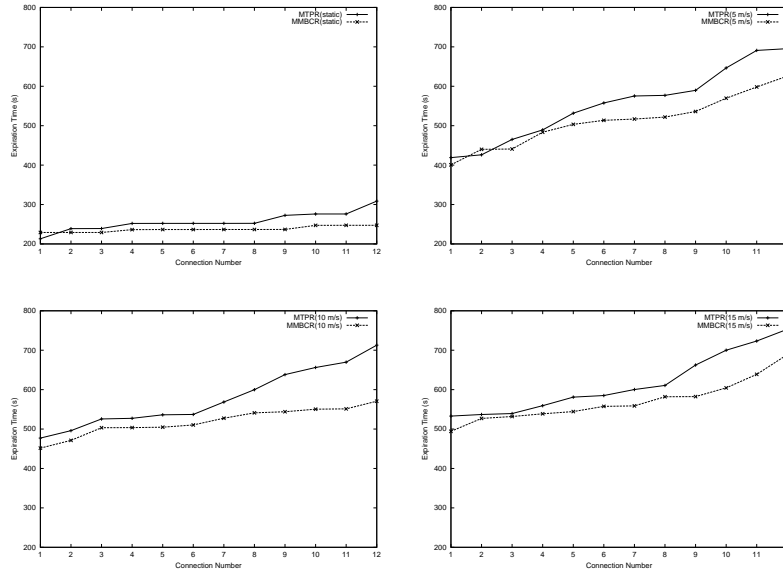 800
700
600
500
400
300
200
Expiration Time (s)
1 2 3 4 5 6 7 8 9 10 11 12
Connection Number
MTPR(static)
MMBCR(static)
800
700
600
500
400
300
200
Expiration Time (s)
1 2 3 4 5 6 7 8 9 10 11
Connection Number
MTPR(5 m/s)
MMBCR(5 m/s)
800
700
600
500
400
300
200
Expiration Time (s)
1 2 3 4 5 6 7 8 9 10 11 12
Connection Number
MTPR(10 m/s)
MMBCR(10 m/s)
800
700
600
500
400
300
200
Expiration Time (s)
1 2 3 4 5 6 7 8 9 10 11
Connection Number
MTPR(15 m/s)
MMBCR(15 m/s)